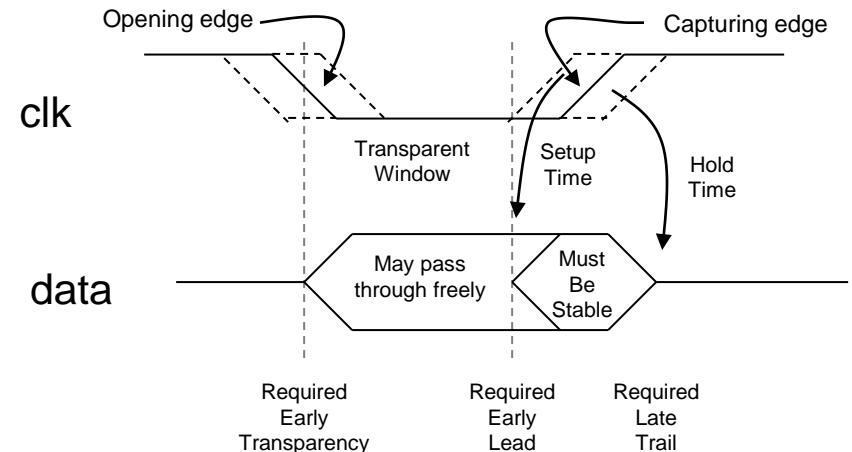 Opening edge
Capturing edge
clk
Transparent
Window
Setup
Time
Hold
Time
data
May pass
through freely
Must
Be
Stable
Required
Early
Transparency
Required
Early
Lead
Required
Late
Trail